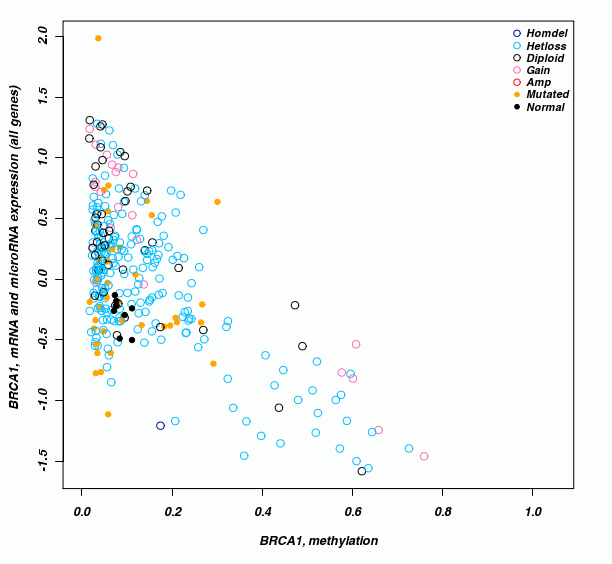 Homdel
Hetloss
Diploid
Gain
Amp
Mutated
Normal
BRCA1, mRNA and microRNA expression (all genes)
2.0
1.5
1.0
0.5
0.0
-0.5
-1.0
-1.5
0.0 0.2 0.4 0.6 0.8 1.0
BRCA1, methylation